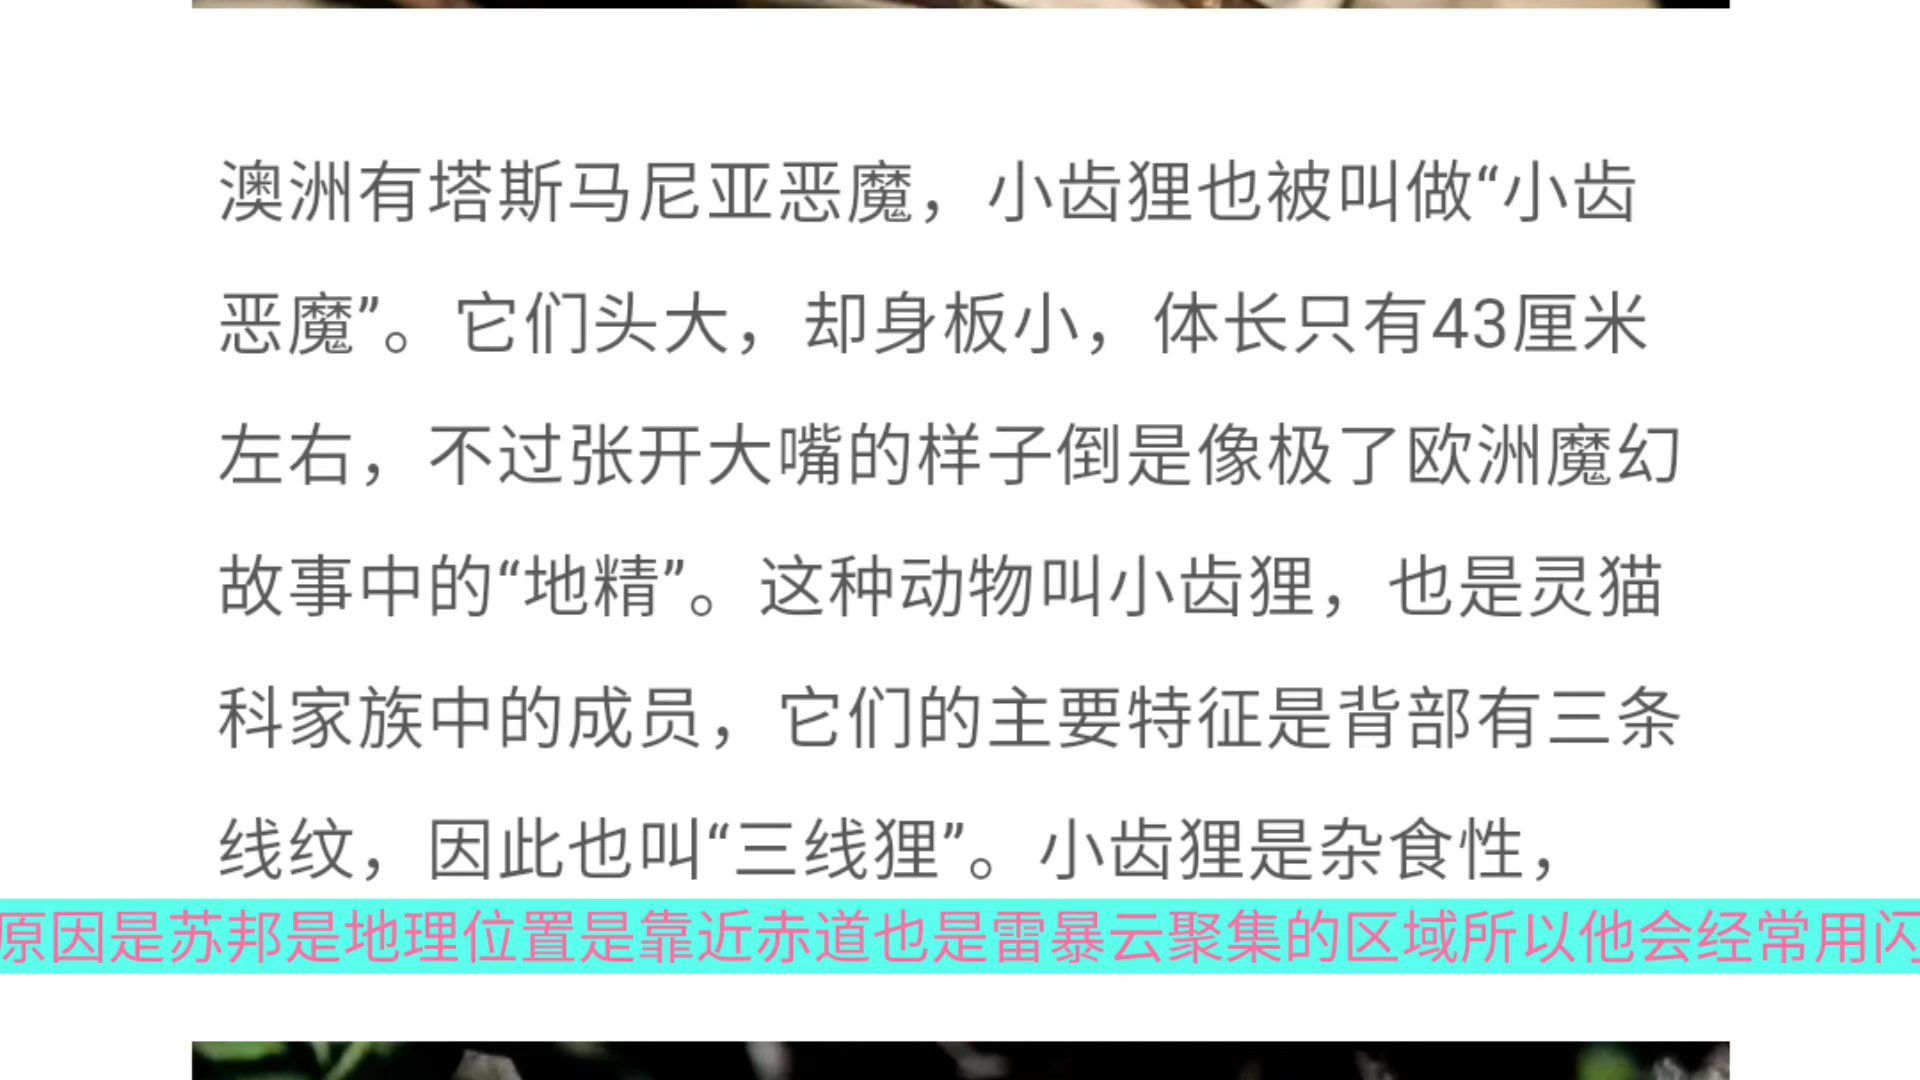 澳洲有塔斯马尼亚恶魔，小齿狸也被叫做“小齿
恶魔”。它们头大，却身板小，体长只有43厘米
左右，不过张开大嘴的样子倒是像极了欧洲魔幻
故事中的“地精”。这种动物叫小齿狸，也是灵猫
科家族中的成员，它们的主要特征是背部有三条
线纹，因此也叫“三线狸”。小齿狸是杂食性，
原因是苏邦是地理位置是靠近赤道也是雷暴云聚集的区域所以他会经常用闪